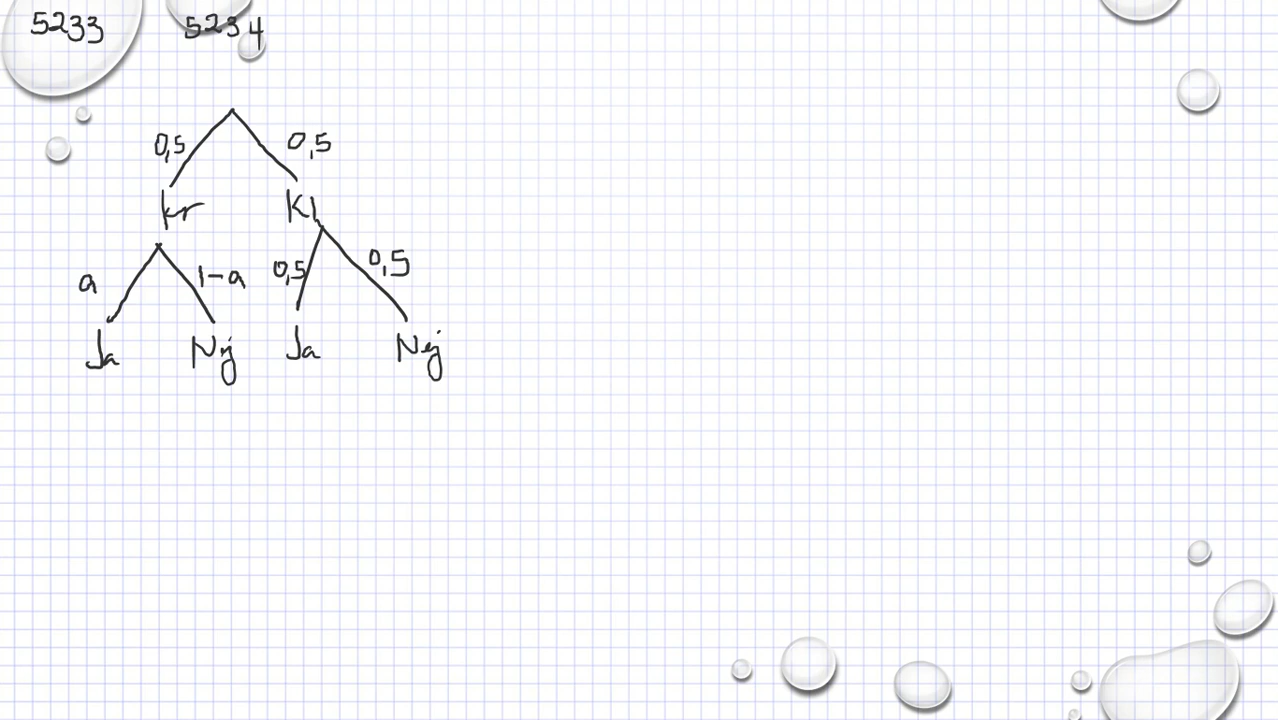 5233 5234
0,5 0,5
kr Kl
a 1-a 0,5 0,5
Ja Nej Ja Nej